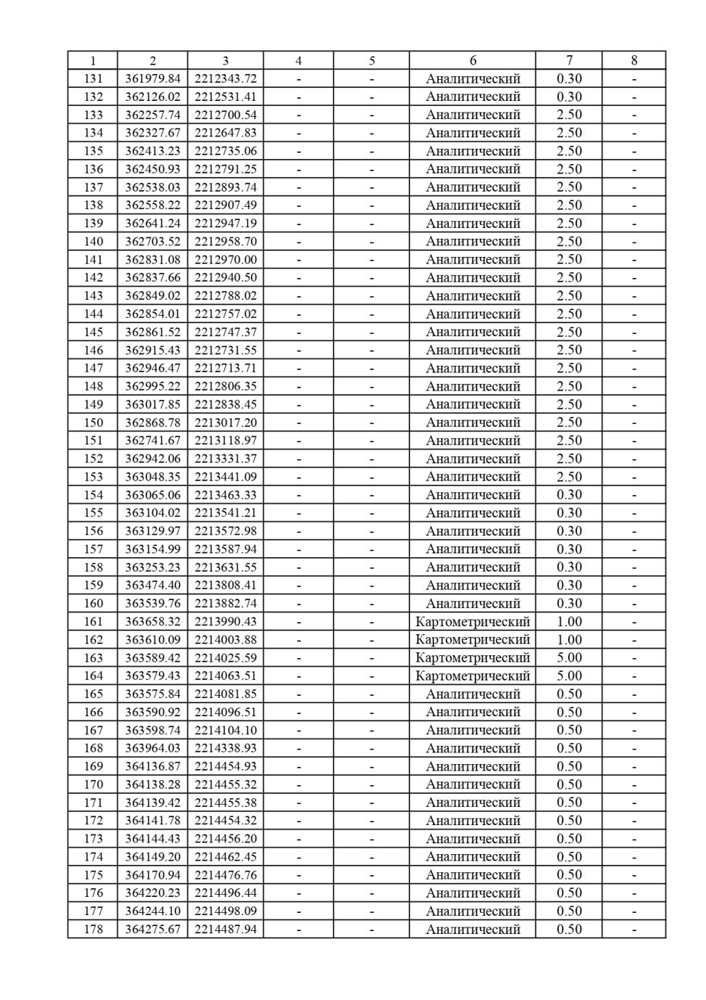 1 2 3 4 5 6 7 8
131 361979.84 2212343.72 - - Аналитический 0.30 -
132 362126.02 2212531.41 - - Аналитический 0.30 -
133 362257.74 2212700.54 - - Аналитический 2.50 -
134 362327.67 2212647.83 - - Аналитический 2.50 -
135 362413.23 2212735.06 - - Аналитический 2.50 -
136 362450.93 2212791.25 - - Аналитический 2.50 -
137 362538.03 2212893.74 - - Аналитический 2.50 -
138 362558.22 2212907.49 - - Аналитический 2.50 -
139 362641.24 2212947.19 - - Аналитический 2.50 -
140 362703.52 2212958.70 - - Аналитический 2.50 -
141 362831.08 2212970.00 - - Аналитический 2.50 -
142 362837.66 2212940.50 - - Аналитический 2.50 -
143 362849.02 2212788.02 - - Аналитический 2.50 -
144 362854.01 2212757.02 - - Аналитический 2.50 -
145 362861.52 2212747.37 - - Аналитический 2.50 -
146 362915.43 2212731.55 - - Аналитический 2.50 -
147 362946.47 2212713.71 - - Аналитический 2.50 -
148 362995.22 2212806.35 - - Аналитический 2.50 -
149 363017.85 2212838.45 - - Аналитический 2.50 -
150 362868.78 2213017.20 - - Аналитический 2.50 -
151 362741.67 2213118.97 - - Аналитический 2.50 -
152 362942.06 2213331.37 - - Аналитический 2.50 -
153 363048.35 2213441.09 - - Аналитический 2.50 -
154 363065.06 2213463.33 - - Аналитический 0.30 -
155 363104.02 2213541.21 - - Аналитический 0.30 -
156 363129.97 2213572.98 - - Аналитический 0.30 -
157 363154.99 2213587.94 - - Аналитический 0.30 -
158 363253.23 2213631.55 - - Аналитический 0.30 -
159 363474.40 2213808.41 - - Аналитический 0.30 -
160 363539.76 2213882.74 - - Аналитический 0.30 -
161 363658.32 2213990.43 - - Картометрический 1.00 -
162 363610.09 2214003.88 - - Картометрический 1.00 -
163 363589.42 2214025.59 - - Картометрический 5.00 -
164 363579.43 2214063.51 - - Картометрический 5.00 -
165 363575.84 2214081.85 - - Аналитический 0.50 -
166 363590.92 2214096.51 - - Аналитический 0.50 -
167 363598.74 2214104.10 - - Аналитический 0.50 -
168 363964.03 2214338.93 - - Аналитический 0.50 -
169 364136.87 2214454.93 - - Аналитический 0.50 -
170 364138.28 2214455.32 - - Аналитический 0.50 -
171 364139.42 2214455.38 - - Аналитический 0.50 -
172 364141.78 2214454.32 - - Аналитический 0.50 -
173 364144.43 2214456.20 - - Аналитический 0.50 -
174 364149.20 2214462.45 - - Аналитический 0.50 -
175 364170.94 2214476.76 - - Аналитический 0.50 -
176 364220.23 2214496.44 - - Аналитический 0.50 -
177 364244.10 2214498.09 - - Аналитический 0.50 -
178 364275.67 2214487.94 - - Аналитический 0.50 -